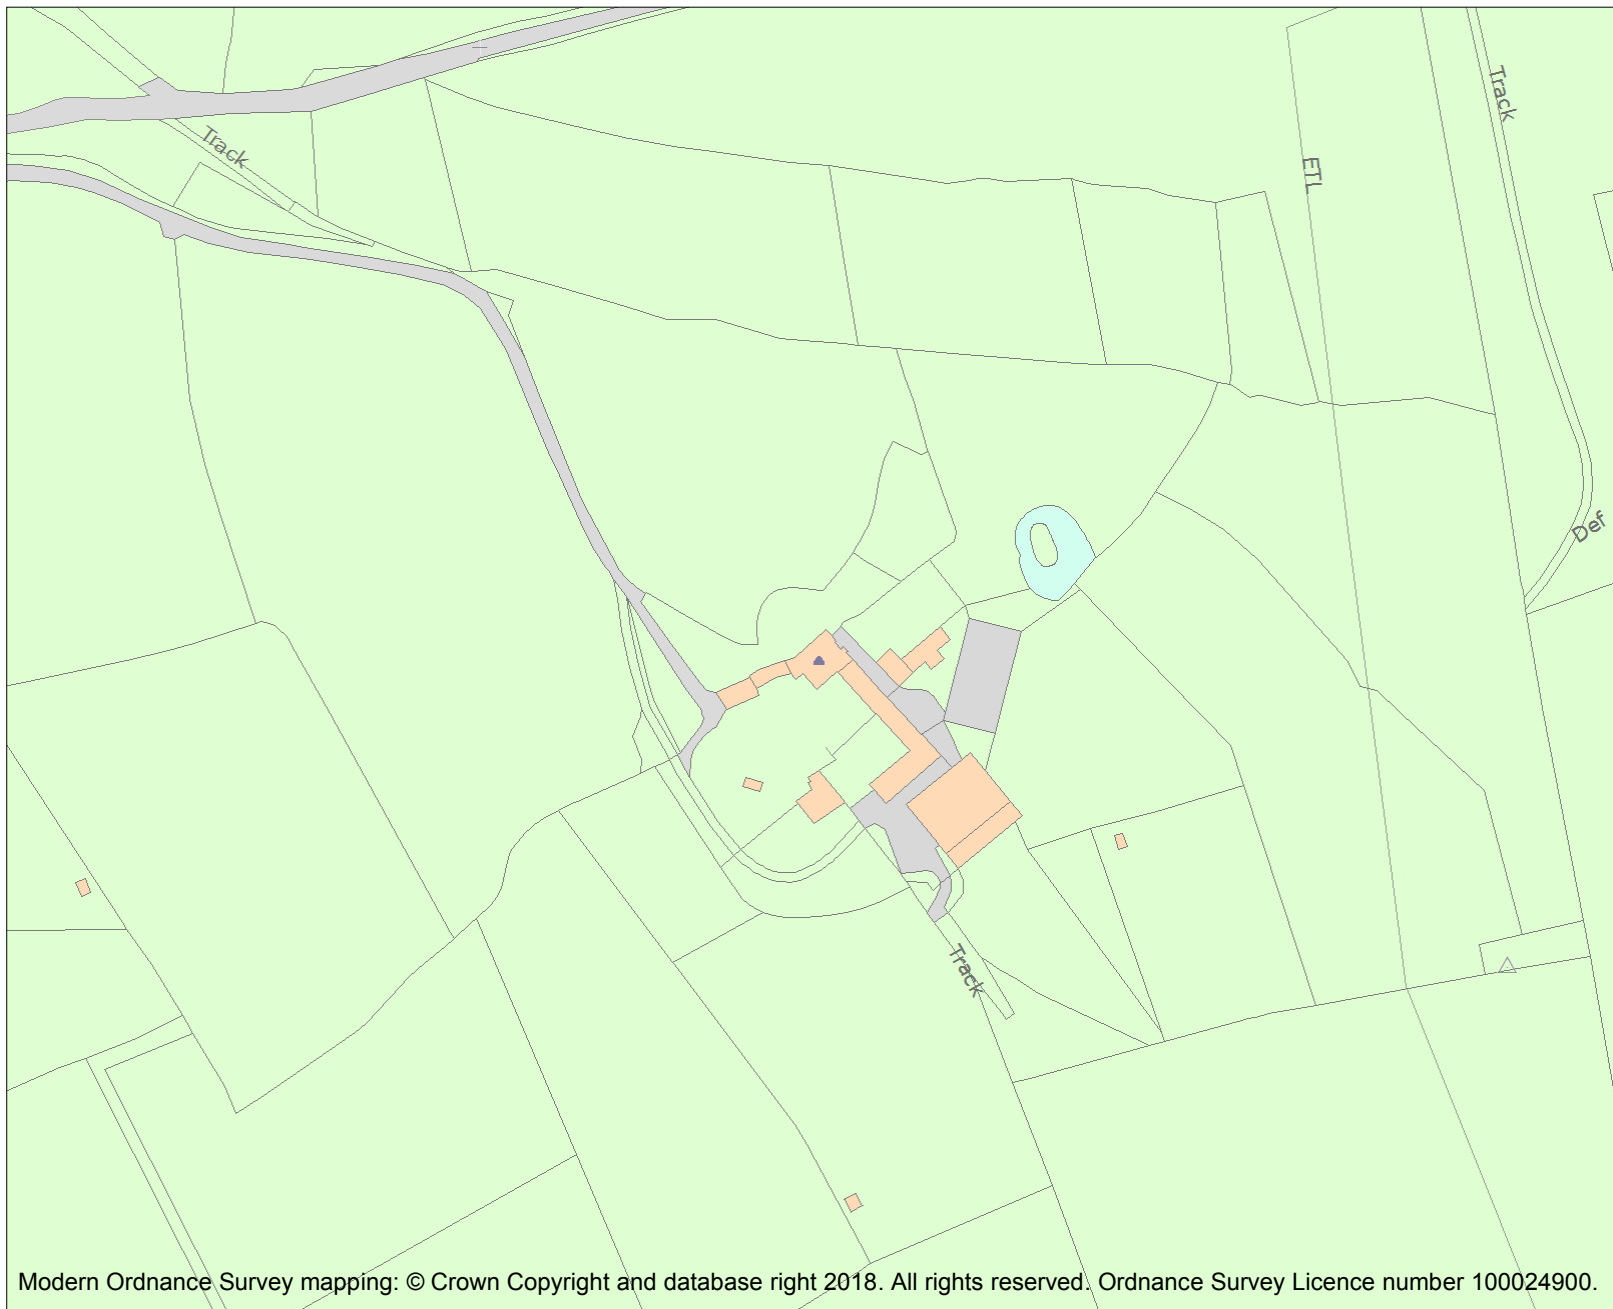 Track
Track
ETL
Def
Track
Modern Ordnance Survey mapping: © Crown Copyright and database right 2018. All rights reserved. Ordnance Survey Licence number 100024900.